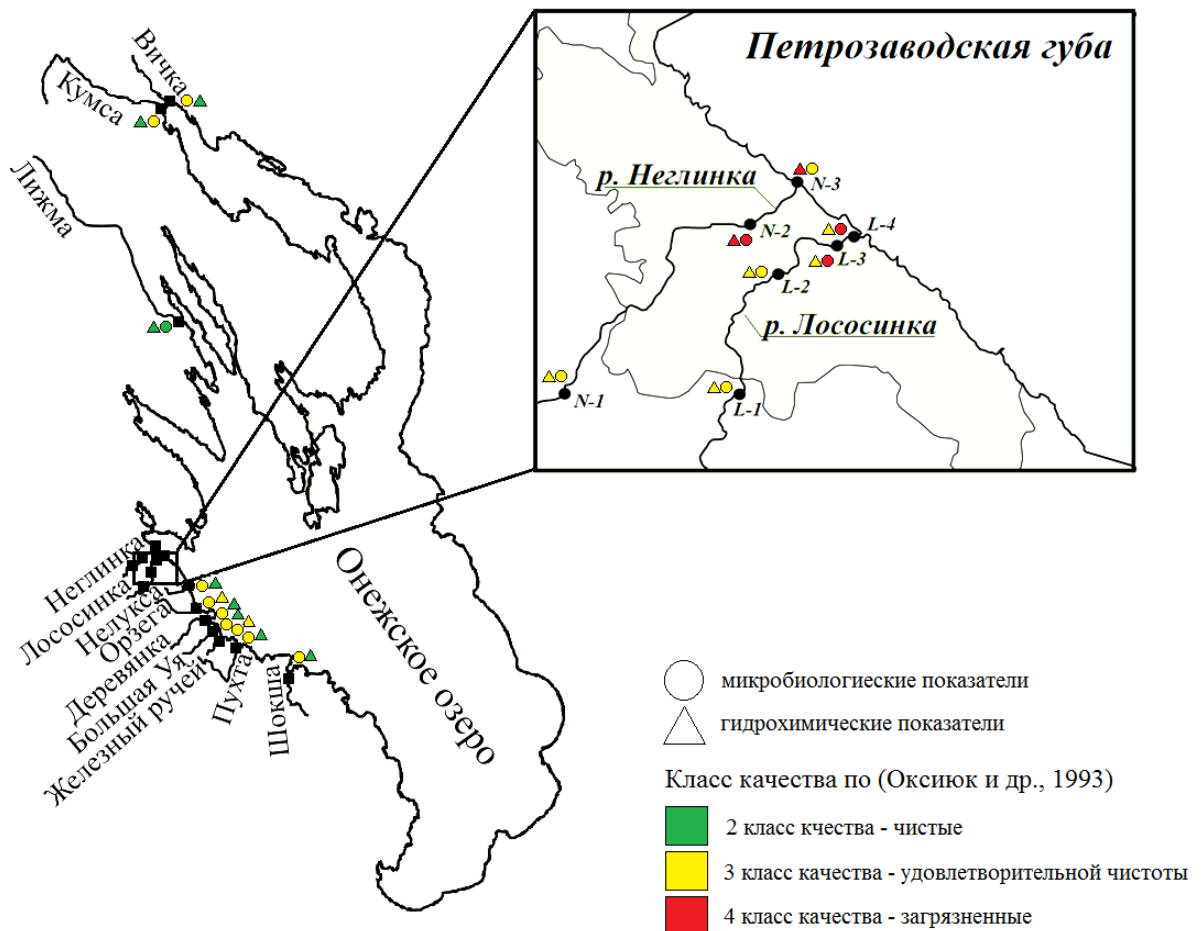 Петрозаводская губа
р. Неглинка
N-3
N-2
L-4
L-3
L-2
р. Лососинка
N-1
L-1
Вичка
Кумса
Лижма
Неглинка
Лососинка
Нелукса
Орзега
Деревянка
Большая Уя
Железный ручей
Пухта
Шокша
Онежское озеро
микробиологиеские показатели
гидрохимические показатели
Класс качества по (Оксиюк и др., 1993)
2 класс кчества - чистые
3 класс качества - удовлетворительной чистоты
4 класс качества - загрязненные